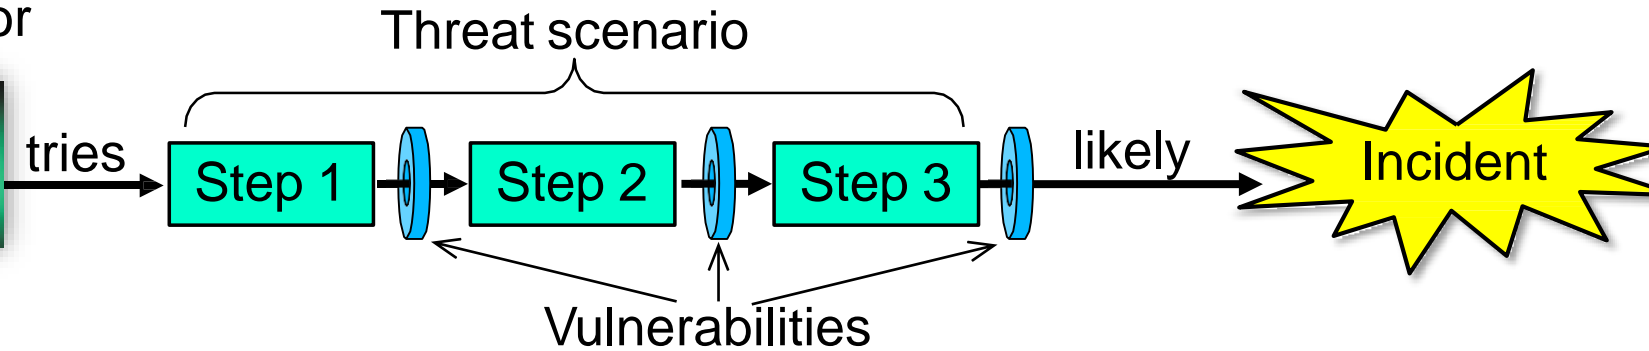 or
Threat scenario
tries
Step 1
Step 2
Step 3
likely
Incident
Vulnerabilities